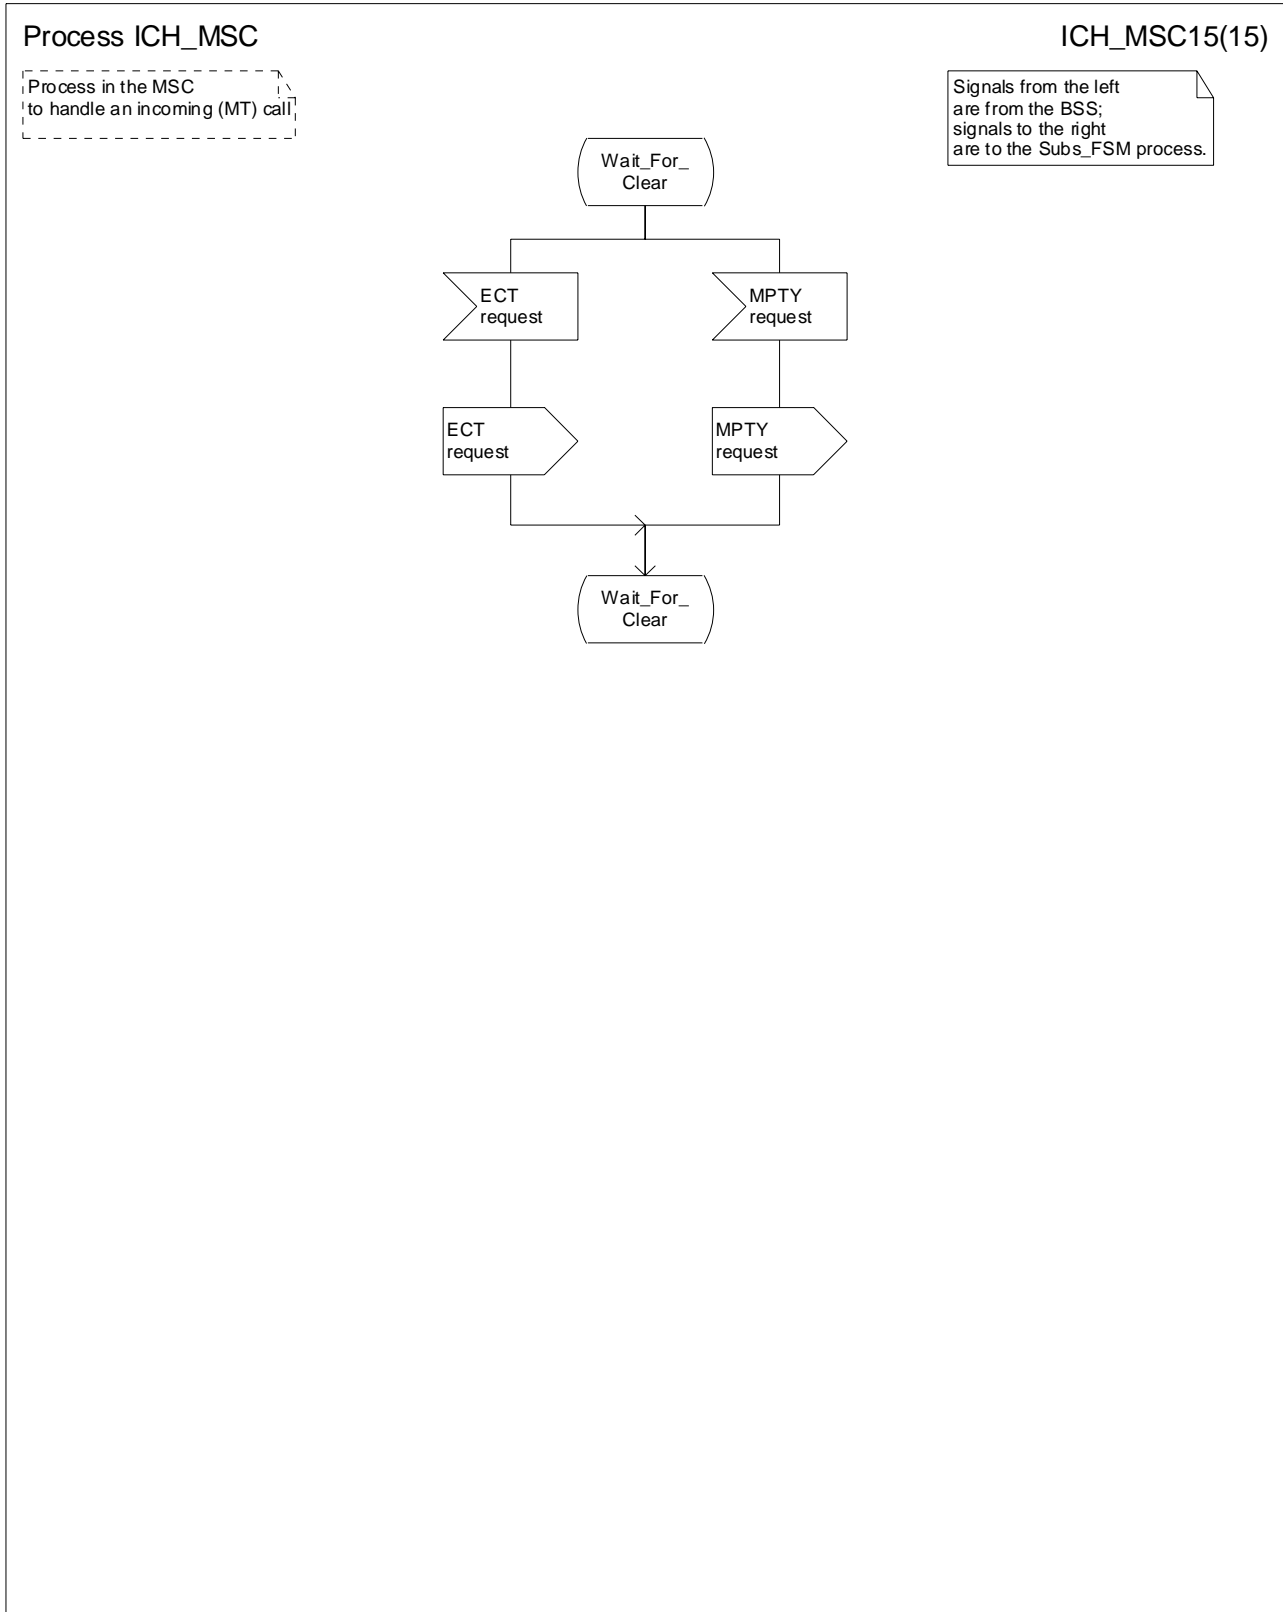 Process ICH_MSC
ICH_MSC15(15)
Process in the MSC
to handle an incoming (MT) call
Signals from the left
are from the BSS;
signals to the right
are to the Subs_FSM process.
Wait_For_
Clear
ECT
request
MPTY
request
ECT
request
MPTY
request
Wait_For_
Clear